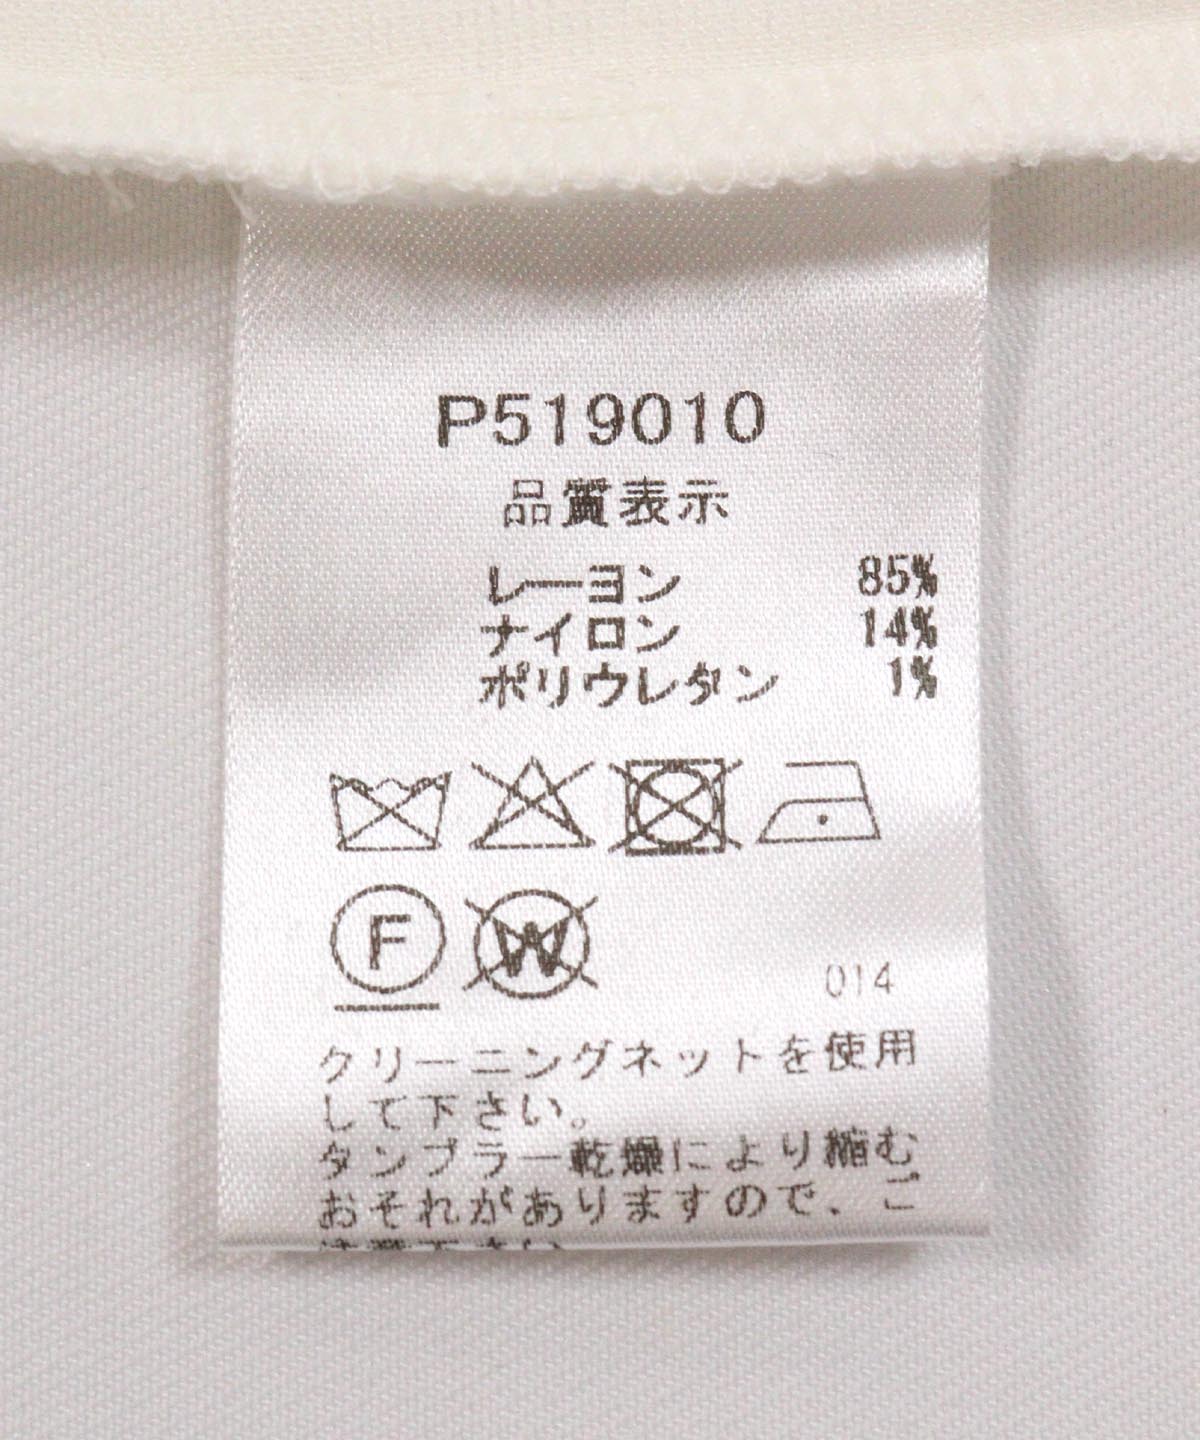 P519010
品質表示
レーヨン 85%
ナイロン 14%
ポリウレタン 1%
F W
014
クリーニングネットを使用
して下さい。
タンブラー乾燥により縮む
おそれがありますので、ご